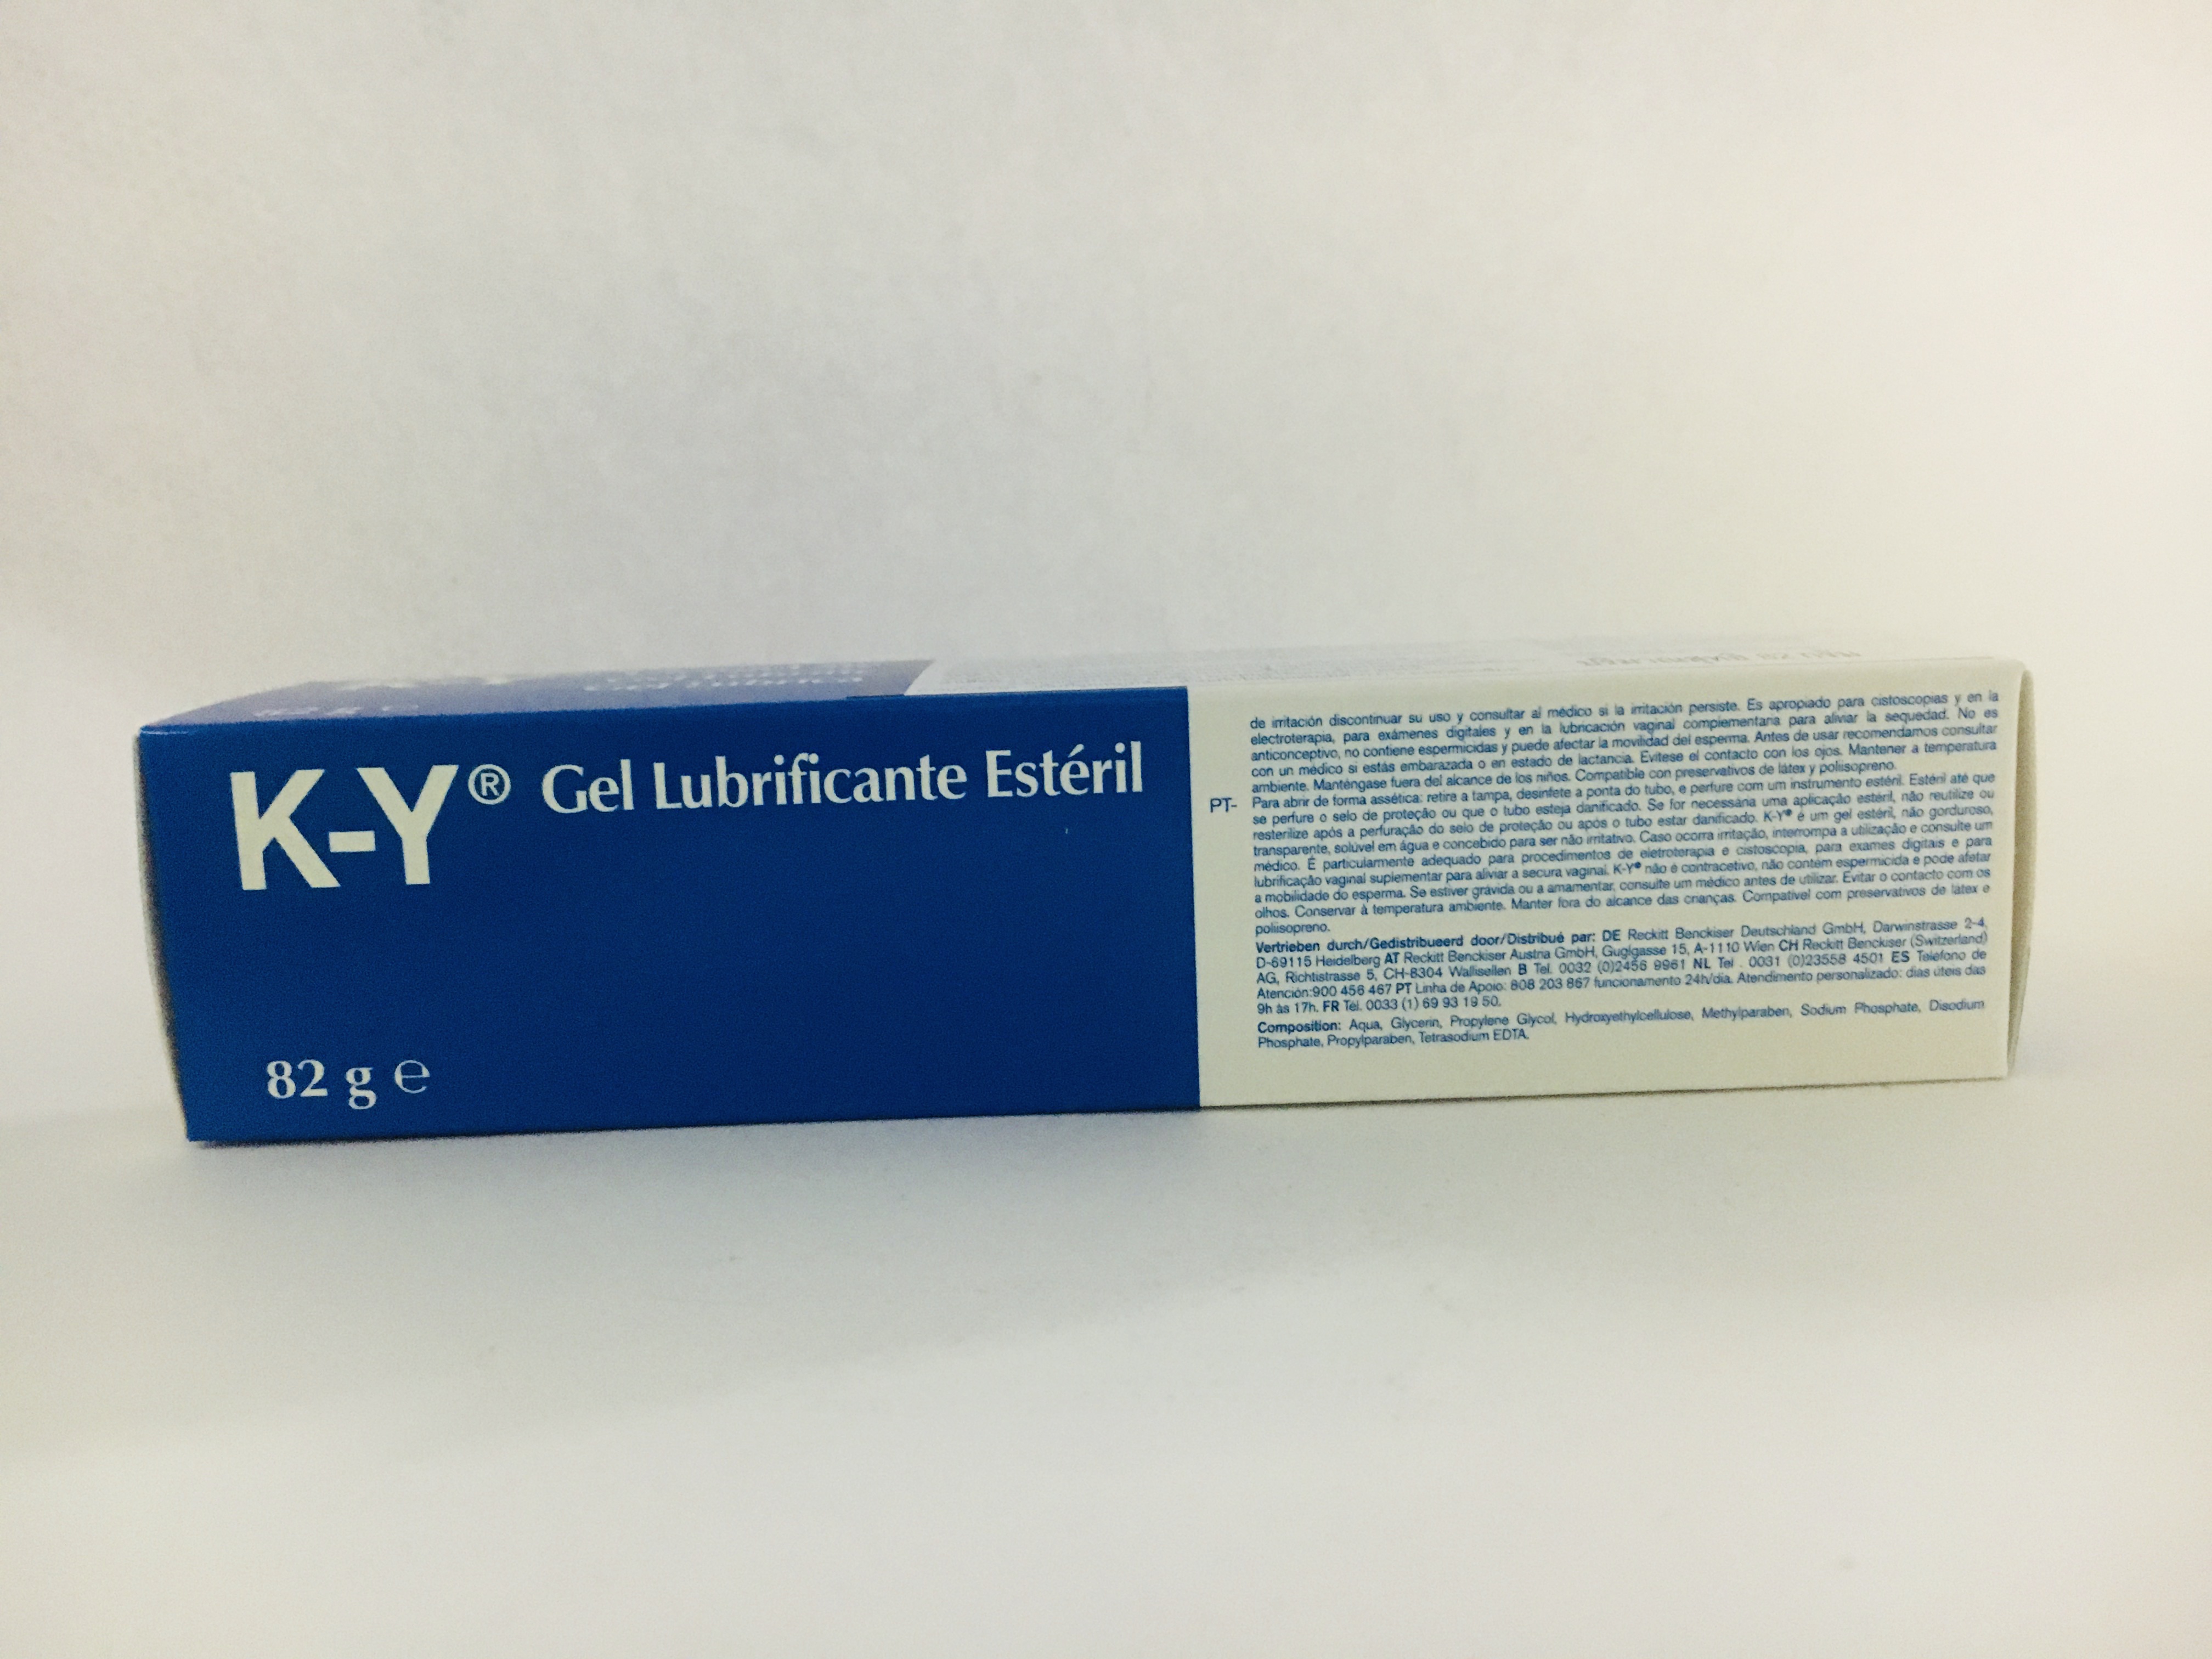 K-Y® Gel Lubrificante Estéril
82 g ℮
de irritación discontinuar su uso y consultar al médico si la irritación persiste. Es apropiado para cistoscopias y en la
electroterapia, para exámenes digitales y en la lubricación vaginal complementaria para aliviar la sequedad. No es
anticonceptivo, no contiene espermicidas y puede afectar la movilidad del esperma. Antes de usar recomendamos consultar
con un médico si estás embarazada o en estado de lactancia. Evítese el contacto con los ojos. Mantener a temperatura
ambiente. Manténgase fuera del alcance de los niños. Compatible con preservativos de látex y poliisopreno.
PT- Para abrir de forma assética: retire a tampa, desinfete a ponta do tubo, e perfure com um instrumento estéril. Estéril até que
se perfure o selo de proteção ou que o tubo esteja danificado. Se for necessária uma aplicação estéril, não reutilize ou
resterilize após a perfuração do selo de proteção ou após o tubo estar danificado. K-Y® é um gel estéril, não gorduroso,
transparente, solúvel em água e concebido para ser não irritativo. Caso ocorra irritação, interrompa a utilização e consulte um
médico. É particularmente adequado para procedimentos de eletroterapia e cistoscopia, para exames digitais e para
lubrificação vaginal suplementar para aliviar a secura vaginal. K-Y® não é contracetivo, não contém espermicida e pode afetar
a mobilidade do esperma. Se estiver grávida ou a amamentar, consulte um médico antes de utilizar. Evitar o contacto com os
olhos. Conservar à temperatura ambiente. Manter fora do alcance das crianças. Compatível com preservativos de látex e
poliisopreno.
Vertrieben durch/Gedistribueerd door/Distribué par: DE Reckitt Benckiser Deutschland GmbH, Darwinstrasse 2-4,
D-69115 Heidelberg AT Reckitt Benckiser Austria GmbH, Guglgasse 15, A-1110 Wien CH Reckitt Benckiser (Switzerland)
AG, Richtistrasse 5, CH-8304 Wallisellen B Tel. 0032 (0)2456 9961 NL Tel . 0031 (0)23558 4501 ES Teléfono de
Atención:900 456 467 PT Linha de Apoio: 808 203 867 funcionamento 24h/dia. Atendimento personalizado: dias úteis das
9h às 17h. FR Tél. 0033 (1) 69 93 19 50.
Composition: Aqua, Glycerin, Propylene Glycol, Hydroxyethylcellulose, Methylparaben, Sodium Phosphate, Disodium
Phosphate, Propylparaben, Tetrasodium EDTA.